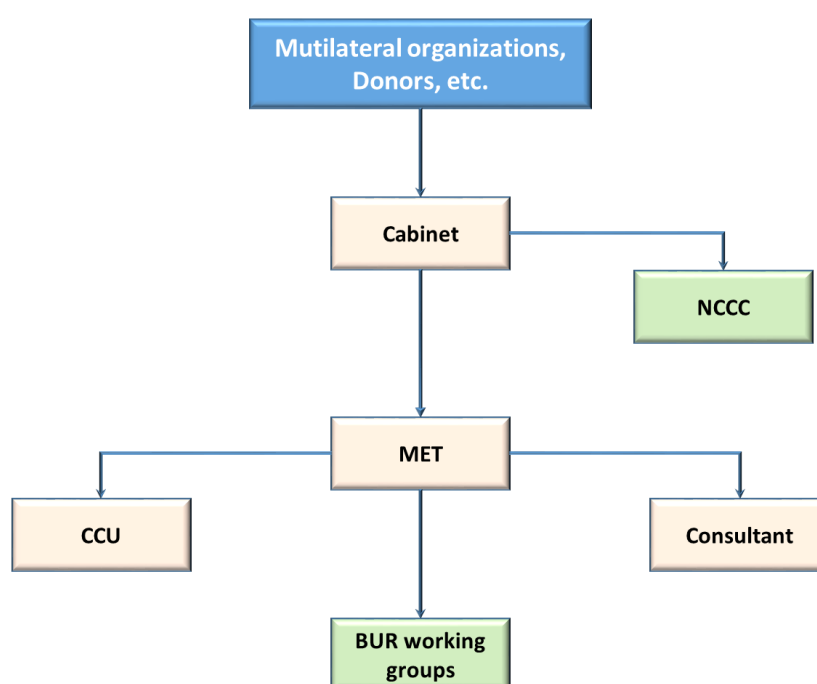 Mutilateral organizations,
Donors, etc.
Cabinet
NCCC
MET
CCU
Consultant
BUR working
groups